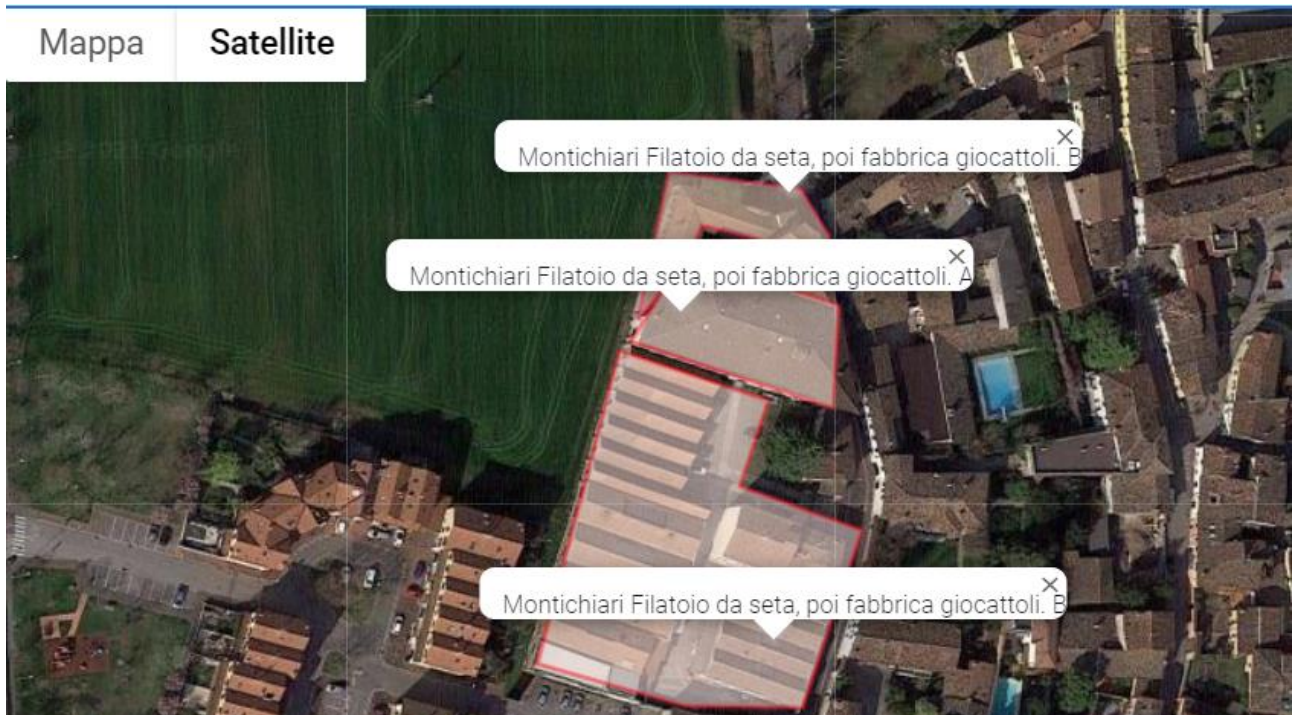 Mappa Satellite
Montichiari Filatoio da seta, poi fabbrica giocattoli. B
Montichiari Filatoio da seta, poi fabbrica giocattoli. A
Montichiari Filatoio da seta, poi fabbrica giocattoli. B